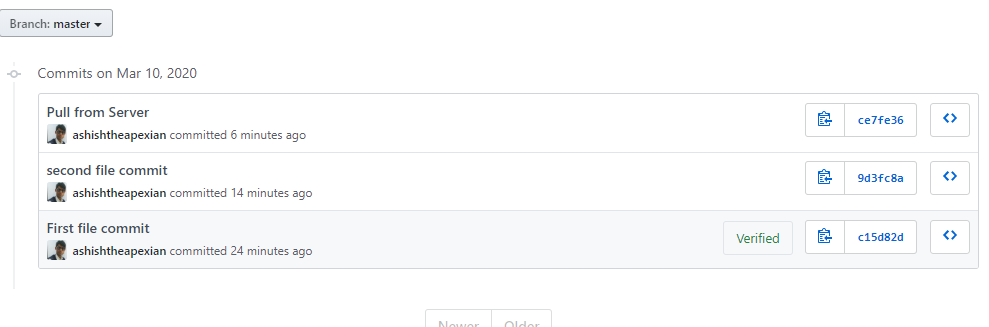 Branch: master
Commits on Mar 10, 2020
Pull from Server
ashishtheapexian committed 6 minutes ago
ce7fe36
second file commit
ashishtheapexian committed 14 minutes ago
9d3fc8a
First file commit
ashishtheapexian committed 24 minutes ago
Verified
c15d82d
Newer Older